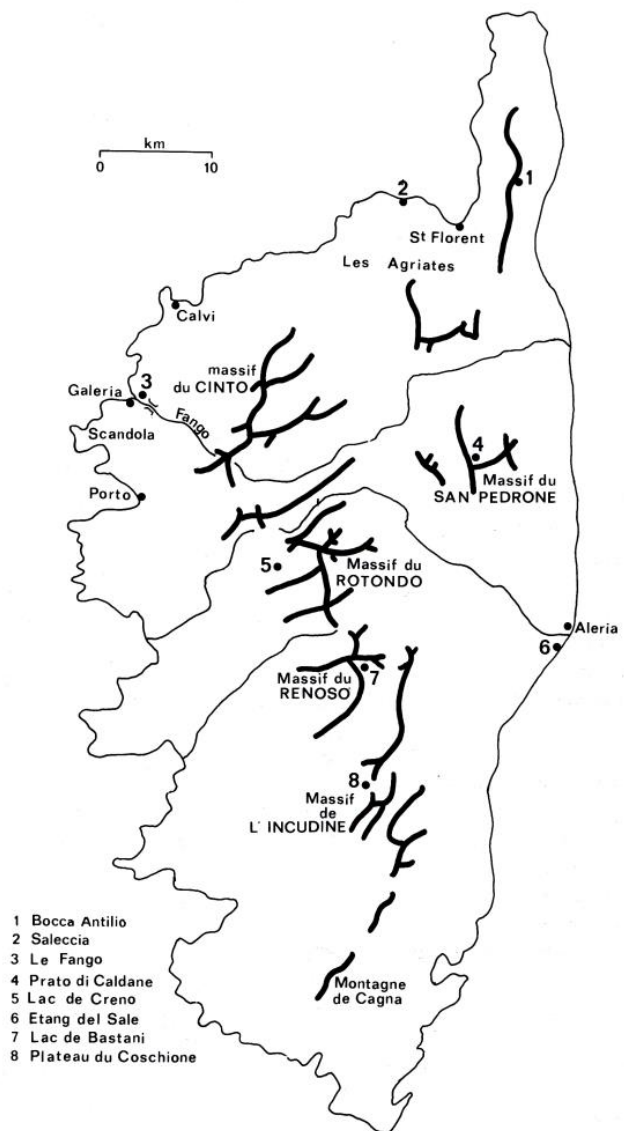 km
0 10
1
2
St Florent
Les Agriates
Calvi
massif
du CINTO
3
Galeria
Fango
Scandola
4
Massif du
SAN PEDRONE
Porto
5
Massif du
ROTONDO
Aleria
6
Massif du
RENOSO
7
8
Massif
de
L' INCUDINE
Montagne
de Cagna
1 Bocca Antilio
2 Saleccia
3 Le Fango
4 Prato di Caldane
5 Lac de Creno
6 Etang del Sale
7 Lac de Bastani
8 Plateau du Coschione